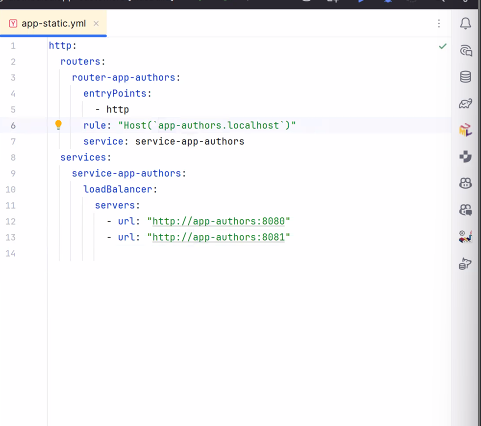 app-static.yml
1 http:
2   routers:
3     router-app-authors:
4       entryPoints:
5         - http
6       rule: "Host(`app-authors.localhost`)"
7       service: service-app-authors
8   services:
9     service-app-authors:
10       loadBalancer:
11         servers:
12           - url: "http://app-authors:8080"
13           - url: "http://app-authors:8081"
14